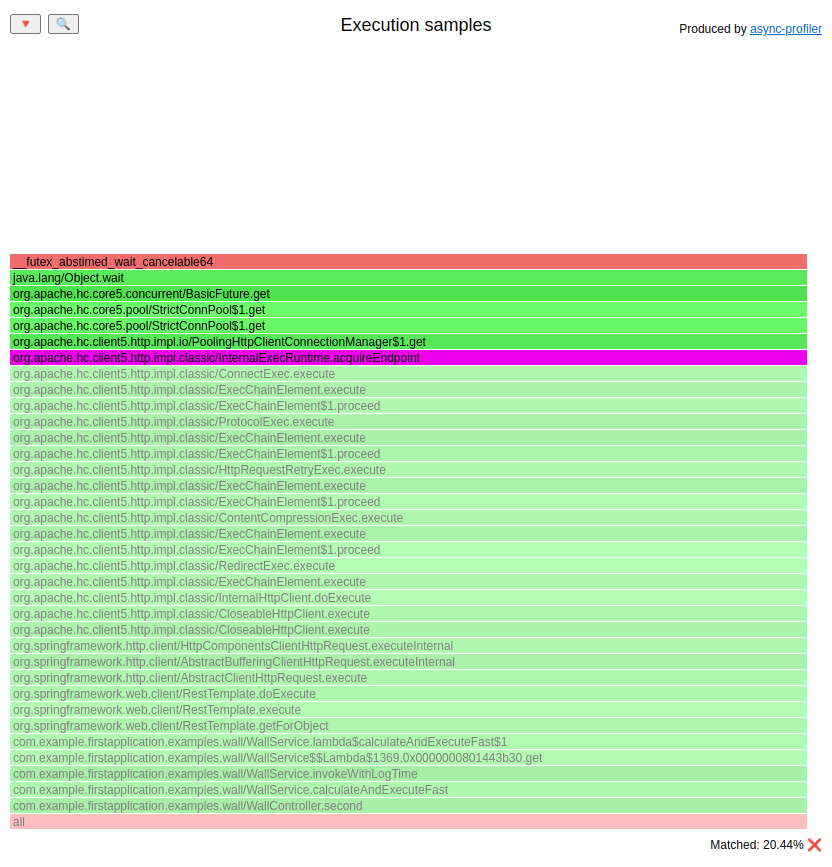 🔻 🔍 Execution samples Produced by async-profiler
__futex_abstimed_wait_cancelable64
java.lang/Object.wait
org.apache.hc.core5.concurrent/BasicFuture.get
org.apache.hc.core5.pool/StrictConnPool$1.get
org.apache.hc.core5.pool/StrictConnPool$1.get
org.apache.hc.client5.http.impl.io/PoolingHttpClientConnectionManager$1.get
org.apache.hc.client5.http.impl.classic/InternalExecRuntime.acquireEndpoint
org.apache.hc.client5.http.impl.classic/ConnectExec.execute
org.apache.hc.client5.http.impl.classic/ExecChainElement.execute
org.apache.hc.client5.http.impl.classic/ExecChainElement$1.proceed
org.apache.hc.client5.http.impl.classic/ProtocolExec.execute
org.apache.hc.client5.http.impl.classic/ExecChainElement.execute
org.apache.hc.client5.http.impl.classic/ExecChainElement$1.proceed
org.apache.hc.client5.http.impl.classic/HttpRequestRetryExec.execute
org.apache.hc.client5.http.impl.classic/ExecChainElement.execute
org.apache.hc.client5.http.impl.classic/ExecChainElement$1.proceed
org.apache.hc.client5.http.impl.classic/ContentCompressionExec.execute
org.apache.hc.client5.http.impl.classic/ExecChainElement.execute
org.apache.hc.client5.http.impl.classic/ExecChainElement$1.proceed
org.apache.hc.client5.http.impl.classic/RedirectExec.execute
org.apache.hc.client5.http.impl.classic/ExecChainElement.execute
org.apache.hc.client5.http.impl.classic/InternalHttpClient.doExecute
org.apache.hc.client5.http.impl.classic/CloseableHttpClient.execute
org.apache.hc.client5.http.impl.classic/CloseableHttpClient.execute
org.springframework.http.client/HttpComponentsClientHttpRequest.executeInternal
org.springframework.http.client/AbstractBufferingClientHttpRequest.executeInternal
org.springframework.http.client/AbstractClientHttpRequest.execute
org.springframework.web.client/RestTemplate.doExecute
org.springframework.web.client/RestTemplate.execute
org.springframework.web.client/RestTemplate.getForObject
com.example.firstapplication.examples.wall/WallService.lambda$calculateAndExecuteFast$1
com.example.firstapplication.examples.wall/WallService$$Lambda$1369.0x0000000801443b30.get
com.example.firstapplication.examples.wall/WallService.invokeWithLogTime
com.example.firstapplication.examples.wall/WallService.calculateAndExecuteFast
com.example.firstapplication.examples.wall/WallController.second
all
Matched: 20.44% ❌